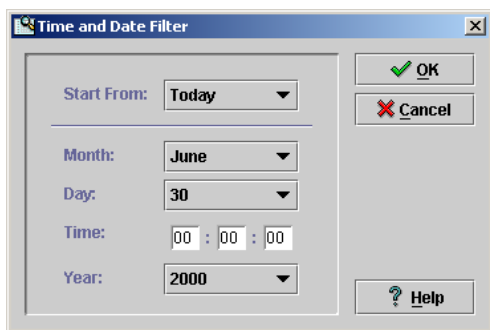 Time and Date Filter
Start From: Today
OK
Cancel
Month: June
Day: 30
Time: 00 : 00 : 00
Year: 2000
Help